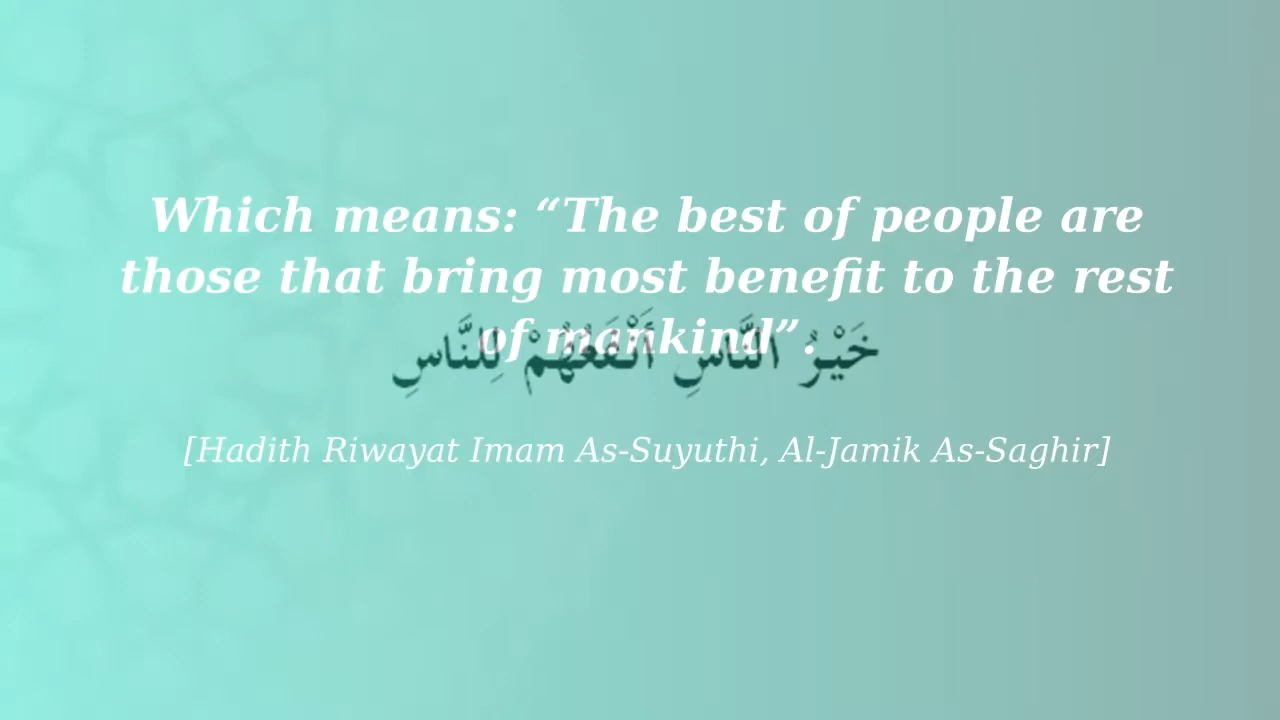 Which means: “The best of people are
those that bring most benefit to the rest
of mankind”.
خَيْرُ النَّاسِ أَنْفَعُهُمْ لِلنَّاسِ
[Hadith Riwayat Imam As-Suyuthi, Al-Jamik As-Saghir]